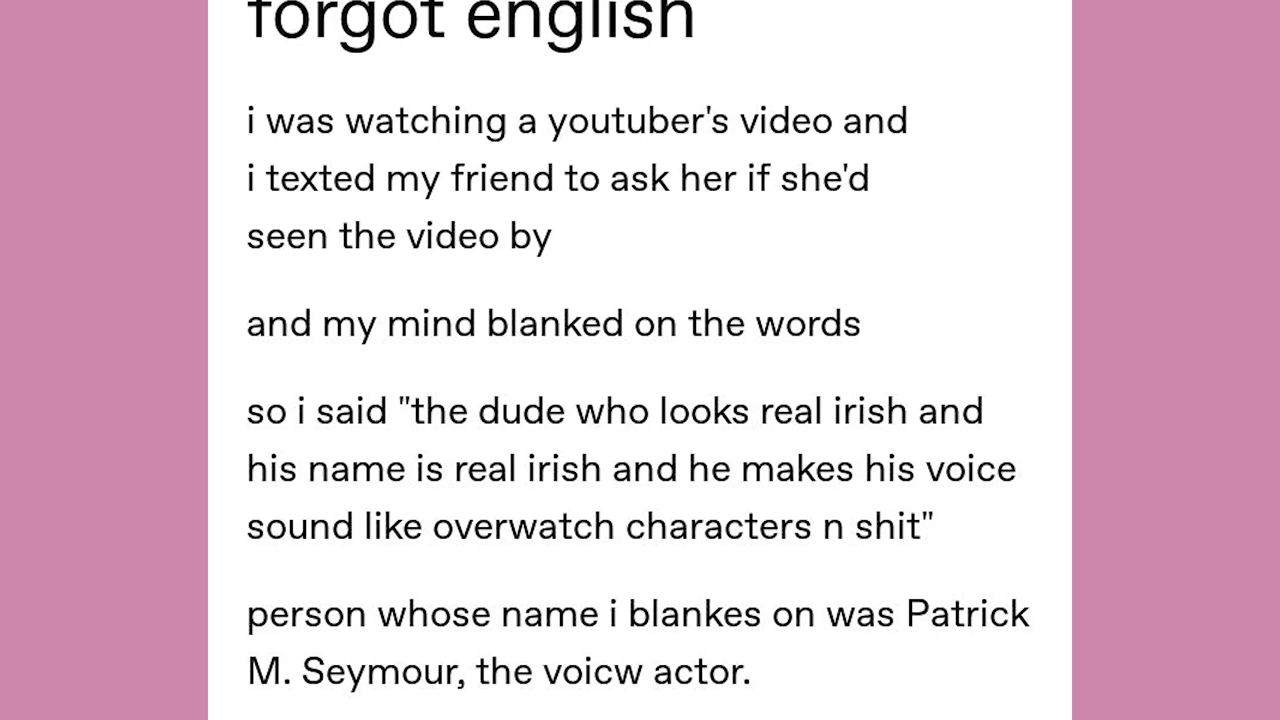 forgot english
i was watching a youtuber's video and
i texted my friend to ask her if she'd
seen the video by
and my mind blanked on the words
so i said "the dude who looks real irish and
his name is real irish and he makes his voice
sound like overwatch characters n shit"
person whose name i blankes on was Patrick
M. Seymour, the voicw actor.